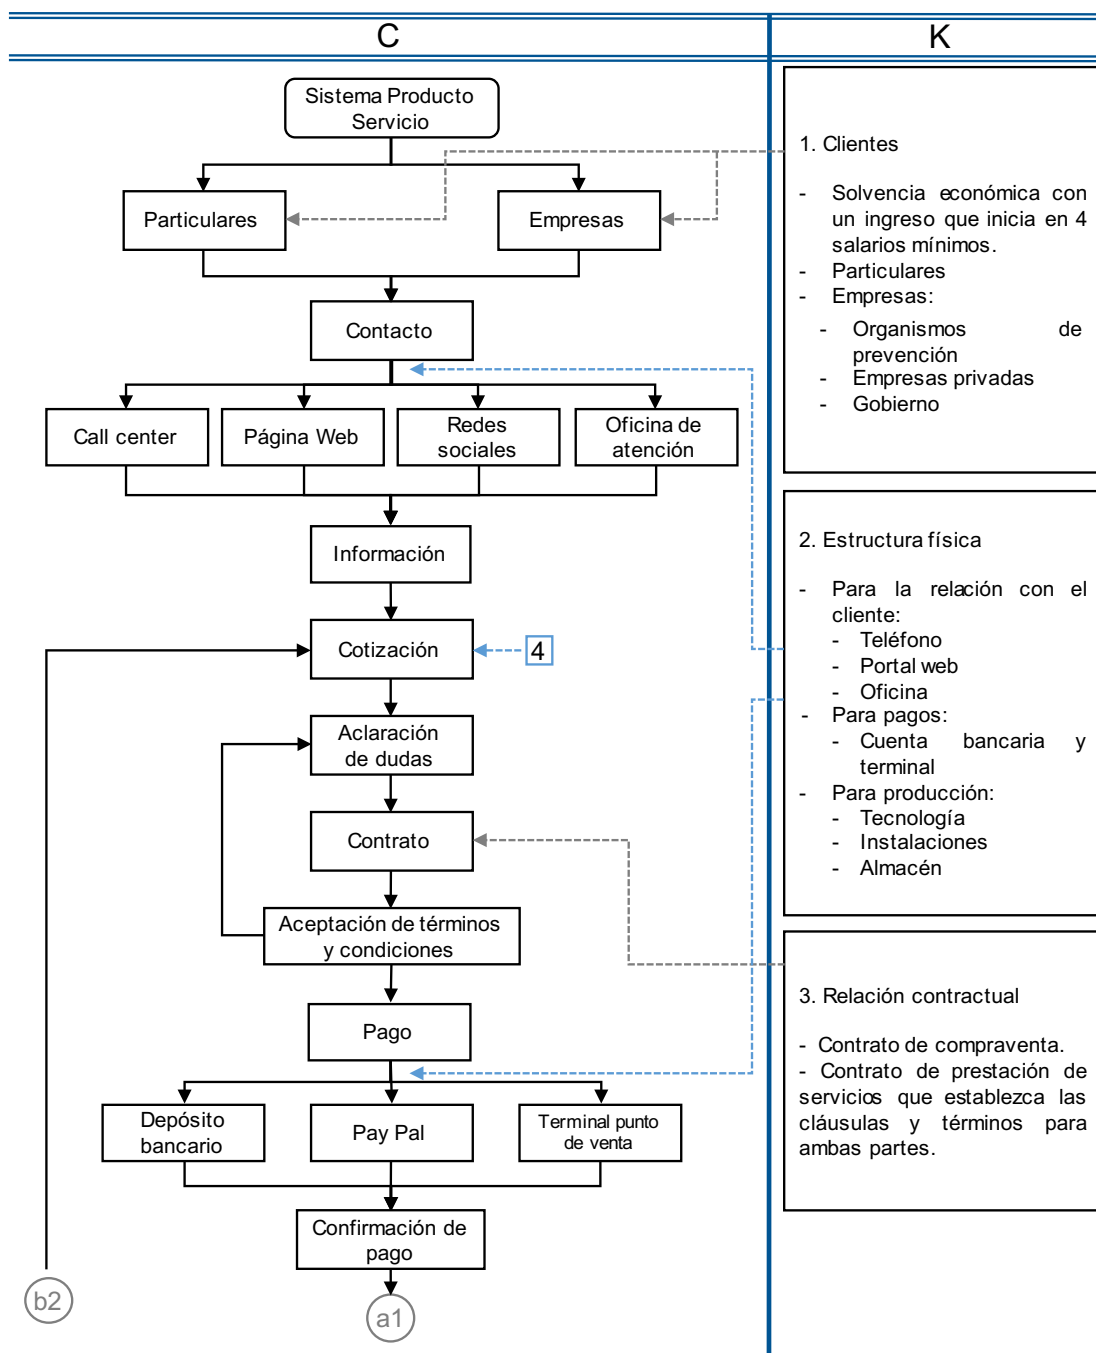 C
K
Sistema Producto
Servicio
Particulares
Empresas
Contacto
Call center
Página Web
Redes
sociales
Oficina de
atención
Información
Cotización
4
Aclaración
de dudas
Contrato
Aceptación de términos
y condiciones
Pago
Depósito
bancario
Pay Pal
Terminal punto
de venta
Confirmación de
pago
b2
a1
1. Clientes
- Solvencia económica con
un ingreso que inicia en 4
salarios mínimos.
- Particulares
- Empresas:
- Organismos de
prevención
- Empresas privadas
- Gobierno
2. Estructura física
- Para la relación con el
cliente:
- Teléfono
- Portal web
- Oficina
- Para pagos:
- Cuenta bancaria y
terminal
- Para producción:
- Tecnología
- Instalaciones
- Almacén
3. Relación contractual
- Contrato de compraventa.
- Contrato de prestación de
servicios que establezca las
cláusulas y términos para
ambas partes.